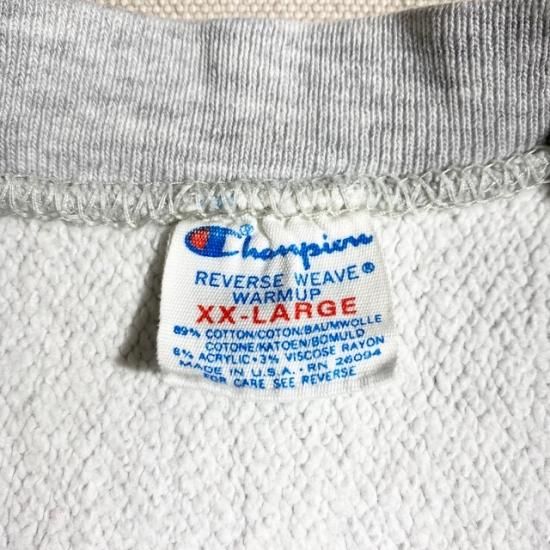 Champion
REVERSE WEAVE®
WARMUP
XX-LARGE
89% COTTON/COTON/BAUMWOLLE
COTONE/KATOEN/BOMULD
8% ACRYLIC • 3% VISCOSE RAYON
MADE IN U.S.A. • RN 26094
FOR CARE SEE REVERSE